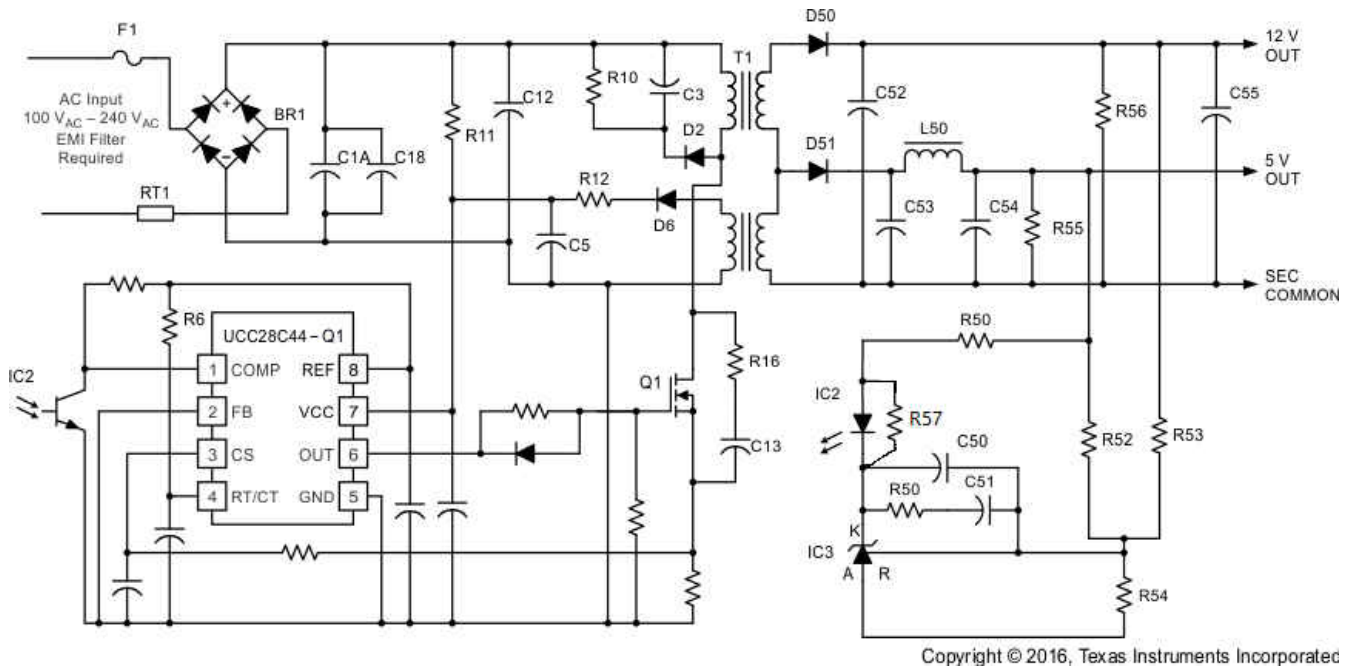 F1
AC Input
100 VAC – 240 VAC
EMI Filter
Required
BR1
RT1
C1A
C18
R11
C12
R10
C3
D2
T1
D50
12 V
OUT
C52
R56
C55
D51
L50
5 V
OUT
R12
D6
C5
C53
C54
R55
SEC
COMMON
R6
UCC28C44–Q1
IC2
1 COMP REF 8
2 FB VCC 7
3 CS OUT 6
4 RT/CT GND 5
Q1
R16
C13
R50
IC2
R57
C50
R52
R53
R50
C51
K
IC3
A R
R54
Copyright © 2016, Texas Instruments Incorporated